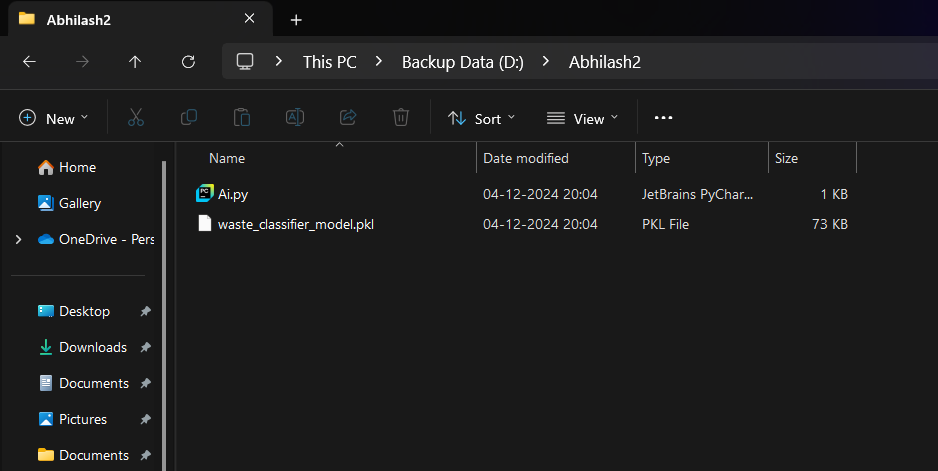 Abhilash2
This PC > Backup Data (D:) > Abhilash2
New Sort View
Name Date modified Type Size
Ai.py 04-12-2024 20:04 JetBrains PyChar... 1 KB
waste_classifier_model.pkl 04-12-2024 20:04 PKL File 73 KB
Home
Gallery
OneDrive - Pers
Desktop
Downloads
Documents
Pictures
Documents